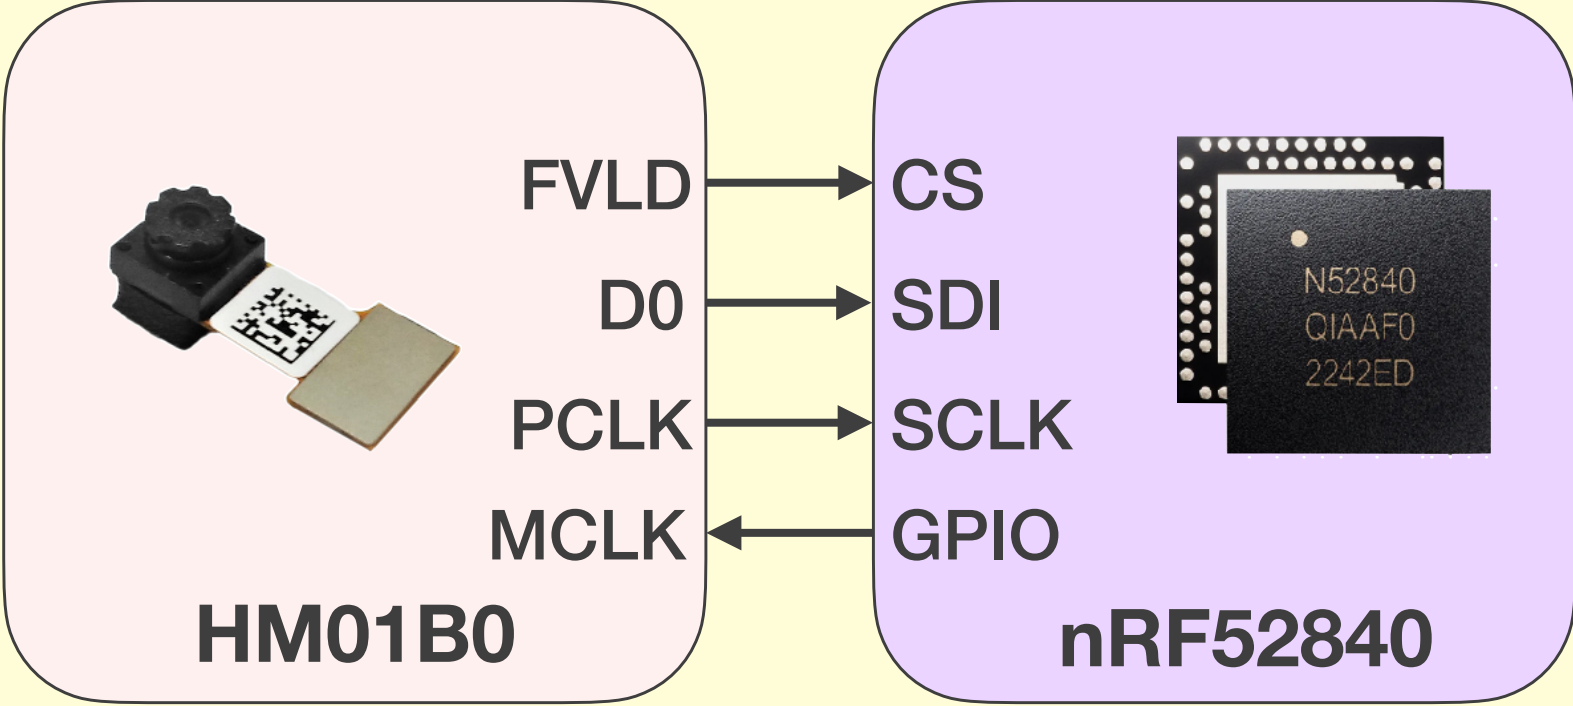 FVLD
CS
D0
SDI
PCLK
SCLK
MCLK
GPIO
N52840
QIAAF0
2242ED
HM01B0
nRF52840